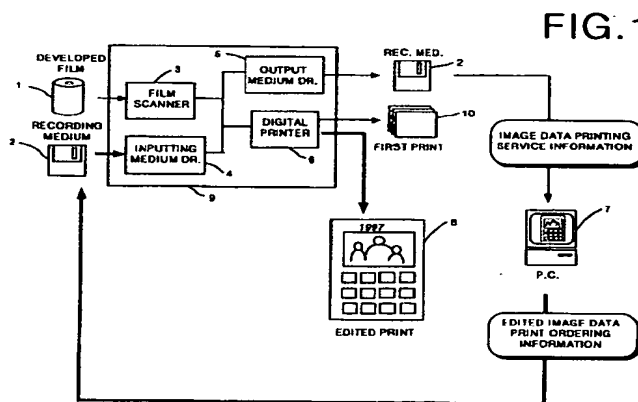 FIG. 1
DEVELOPED FILM
1
3
FILM SCANNER
5
OUTPUT MEDIUM DR.
REC. MED.
2
RECORDING MEDIUM
2
INPUTTING MEDIUM DR.
4
DIGITAL PRINTER
6
10
FIRST PRINT
9
IMAGE DATA PRINTING
SERVICE INFORMATION
1997
8
EDITED PRINT
7
P.C.
EDITED IMAGE DATA
PRINT ORDERING
INFORMATION